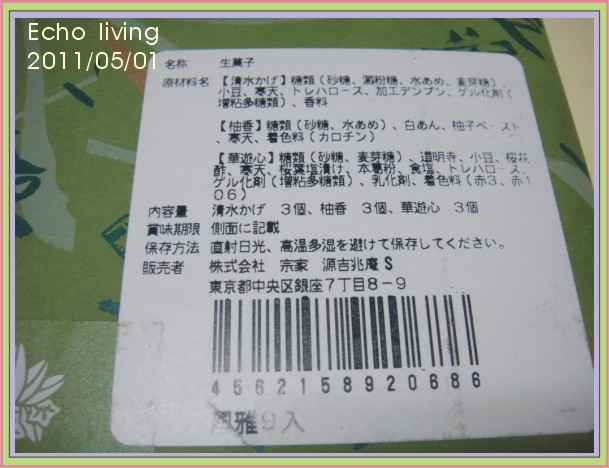 Echo living
2011/05/01
名称 生菓子
原材料名 【清水かげ】糖類(砂糖、澱粉糖、水あめ、麦芽糖)、
小豆、寒天、トレハロース、加工デンプン、ゲル化剤(
増粘多糖類)、香料
【柚香】糖類(砂糖、水あめ)、白あん、柚子ペースト
、寒天、着色料(カロチン)
【華遊心】糖類(砂糖、麦芽糖)、道明寺、小豆、桜花
酢、寒天、桜葉塩漬け、本葛粉、食塩、トレハロース、
ゲル化剤(増粘多糖類)、乳化剤、着色料(赤3、赤1
06)
内容量 清水かげ 3個、柚香 3個、華遊心 3個
賞味期限 側面に記載
保存方法 直射日光、高温多湿を避けて保存してください。
販売者 株式会社 宗家 源吉兆庵 S
東京都中央区銀座7丁目8-9
4562158920686
風雅9入